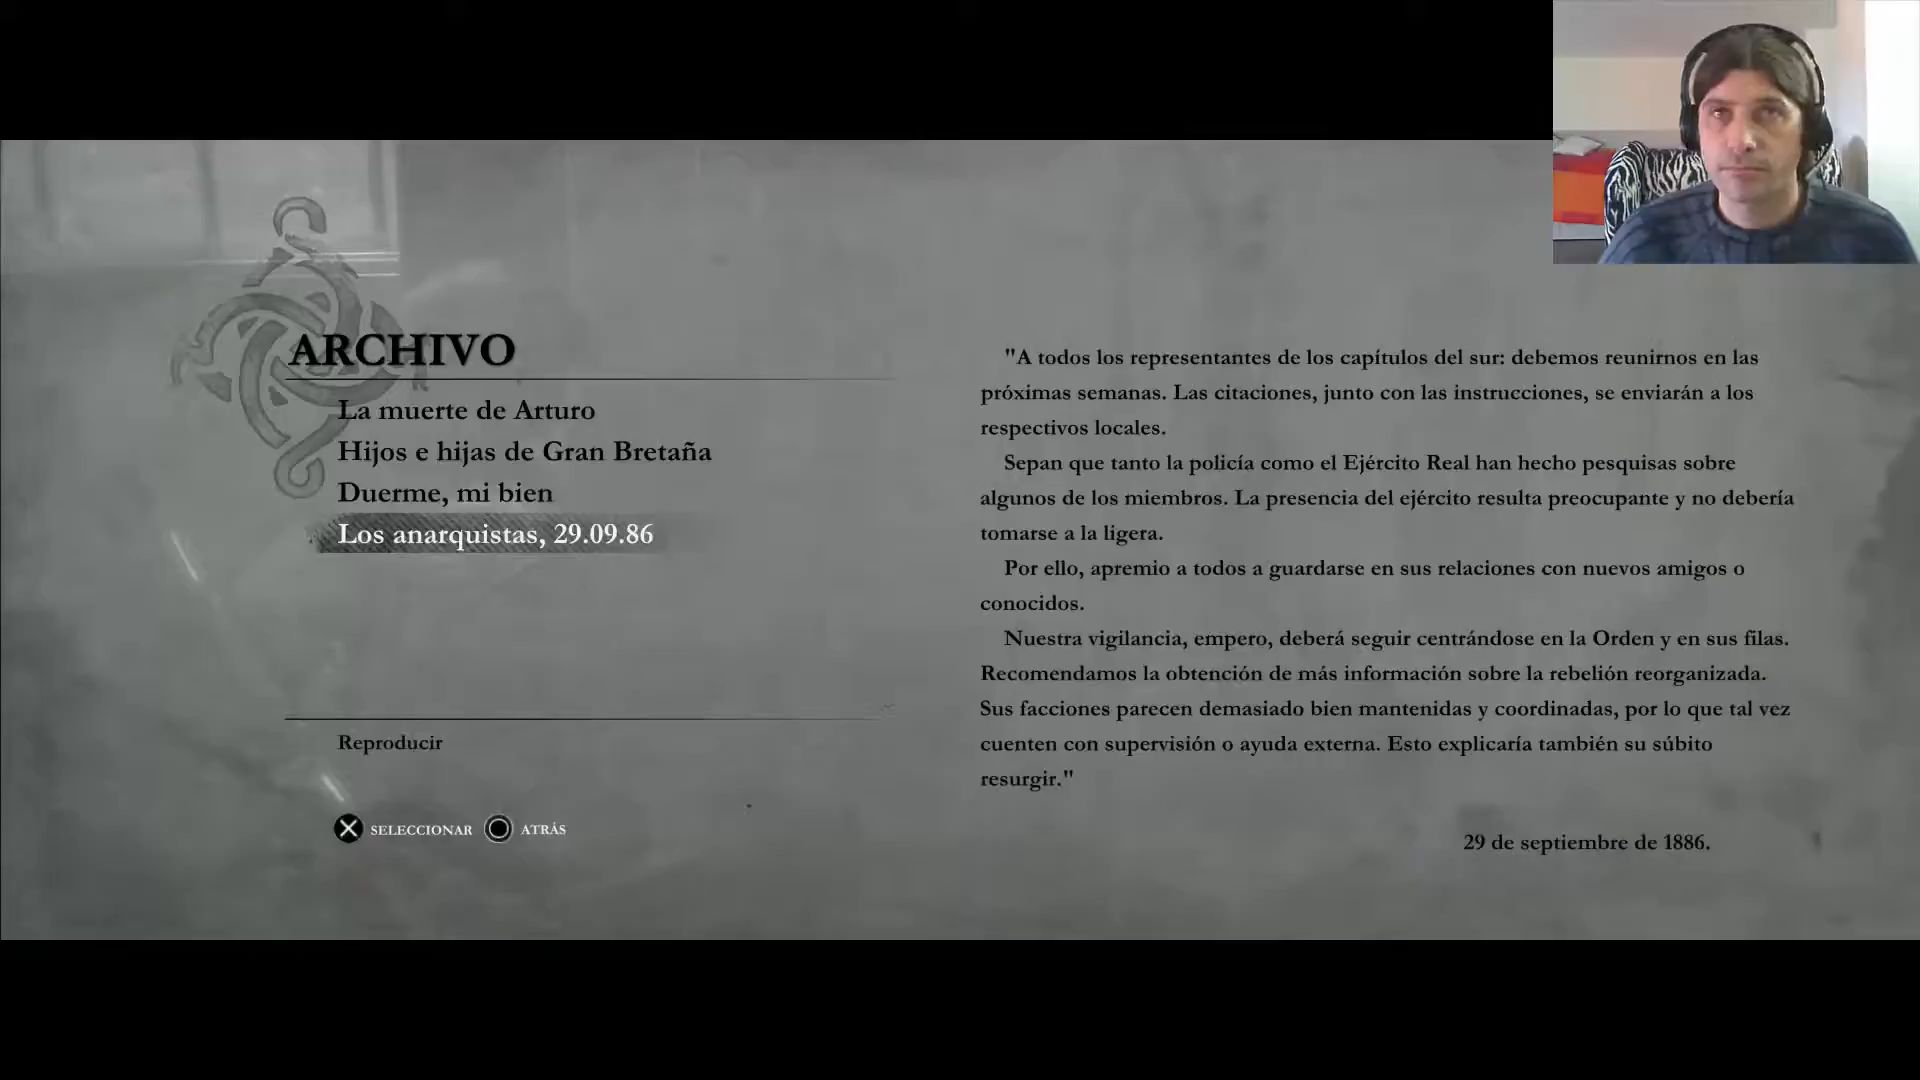 ARCHIVO
La muerte de Arturo
Hijos e hijas de Gran Bretaña
Duerme, mi bien
Los anarquistas, 29.09.86
Reproducir
SELECCIONAR ATRÁS
"A todos los representantes de los capítulos del sur: debemos reunirnos en las
próximas semanas. Las citaciones, junto con las instrucciones, se enviarán a los
respectivos locales.
Sepan que tanto la policía como el Ejército Real han hecho pesquisas sobre
algunos de los miembros. La presencia del ejército resulta preocupante y no debería
tomarse a la ligera.
Por ello, apremio a todos a guardarse en sus relaciones con nuevos amigos o
conocidos.
Nuestra vigilancia, empero, deberá seguir centrándose en la Orden y en sus filas.
Recomendamos la obtención de más información sobre la rebelión reorganizada.
Sus facciones parecen demasiado bien mantenidas y coordinadas, por lo que tal vez
cuenten con supervisión o ayuda externa. Esto explicaría también su súbito
resurgir."
29 de septiembre de 1886.